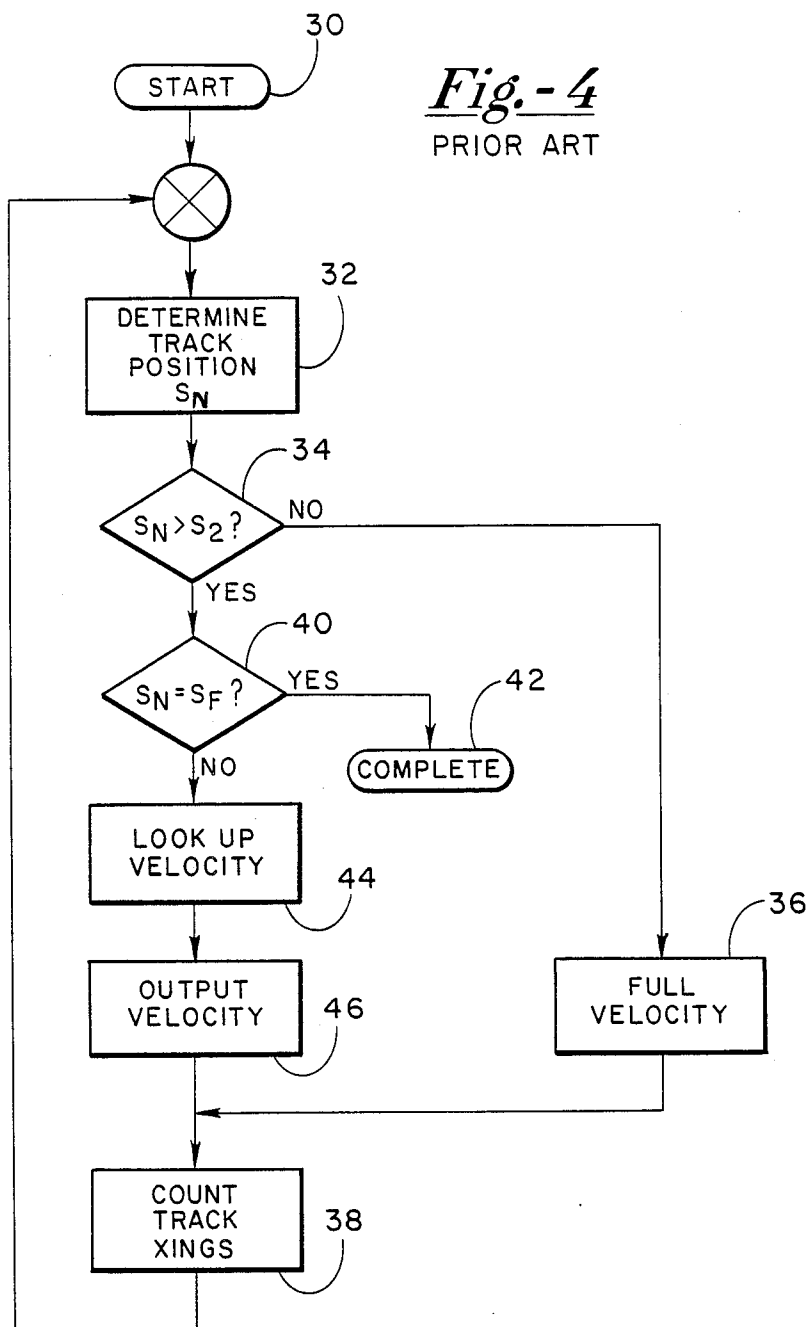 30
START
Fig.-4
PRIOR ART
32
DETERMINE
TRACK
POSITION
SN
34
SN>S2?
NO
YES
40
SN=SF?
YES
42
COMPLETE
NO
LOOK UP
VELOCITY
44
36
OUTPUT
VELOCITY
46
FULL
VELOCITY
COUNT
TRACK
XINGS
38